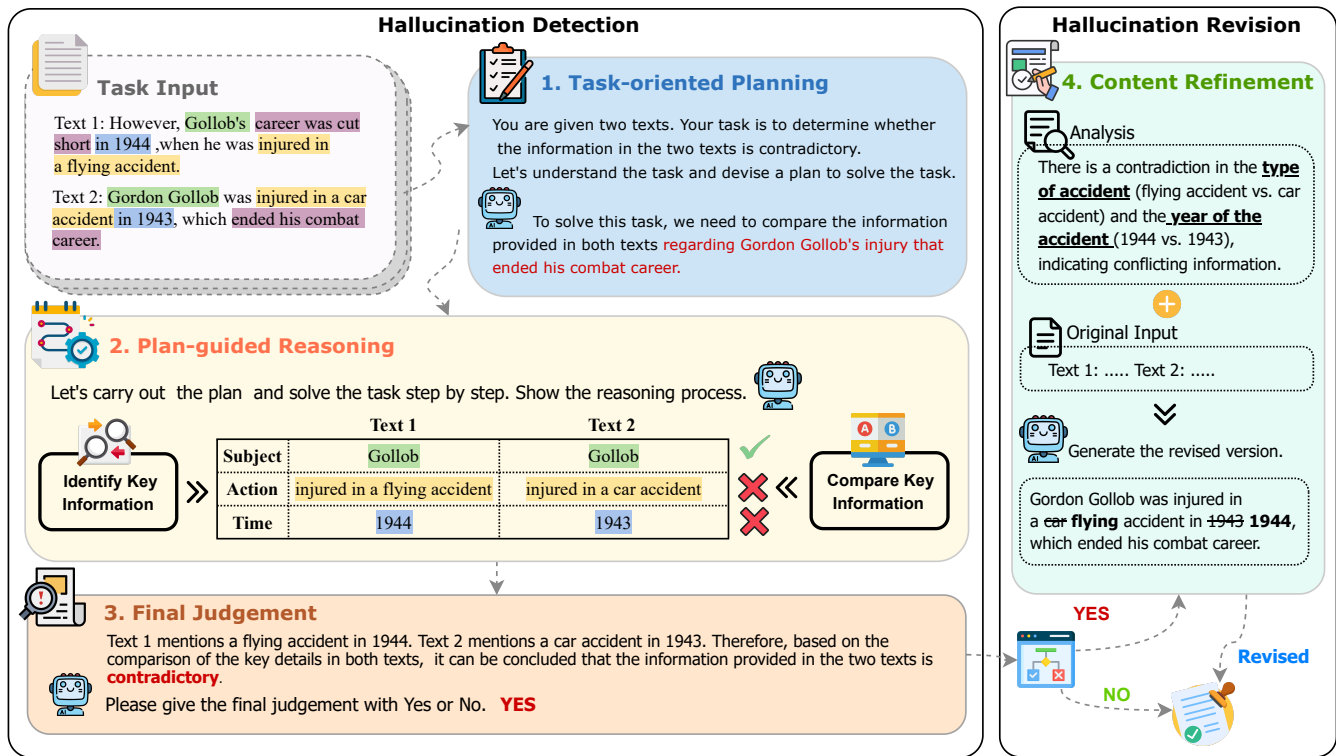 Hallucination Detection
Task Input
Text 1: However, Gollob's career was cut
short in 1944 ,when he was injured in
a flying accident.
Text 2: Gordon Gollob was injured in a car
accident in 1943, which ended his combat
career.
1. Task-oriented Planning
You are given two texts. Your task is to determine whether
the information in the two texts is contradictory.
Let's understand the task and devise a plan to solve the task.
AI
To solve this task, we need to compare the information
provided in both texts regarding Gordon Gollob's injury that
ended his combat career.
2. Plan-guided Reasoning
Let's carry out the plan and solve the task step by step. Show the reasoning process.
AI
Identify Key
Information
Text 1 Text 2
Subject Gollob Gollob
Action injured in a flying accident injured in a car accident
Time 1944 1943
A B
Compare Key
Information
3. Final Judgement
Text 1 mentions a flying accident in 1944. Text 2 mentions a car accident in 1943. Therefore, based on the
comparison of the key details in both texts, it can be concluded that the information provided in the two texts is
contradictory.
AI
Please give the final judgement with Yes or No. YES
Hallucination Revision
4. Content Refinement
Analysis
There is a contradiction in the type
of accident (flying accident vs. car
accident) and the year of the
accident (1944 vs. 1943),
indicating conflicting information.
Original Input
Text 1: ..... Text 2: .....
AI
Generate the revised version.
Gordon Gollob was injured in
a car flying accident in 1943 1944,
which ended his combat career.
YES
Revised
NO